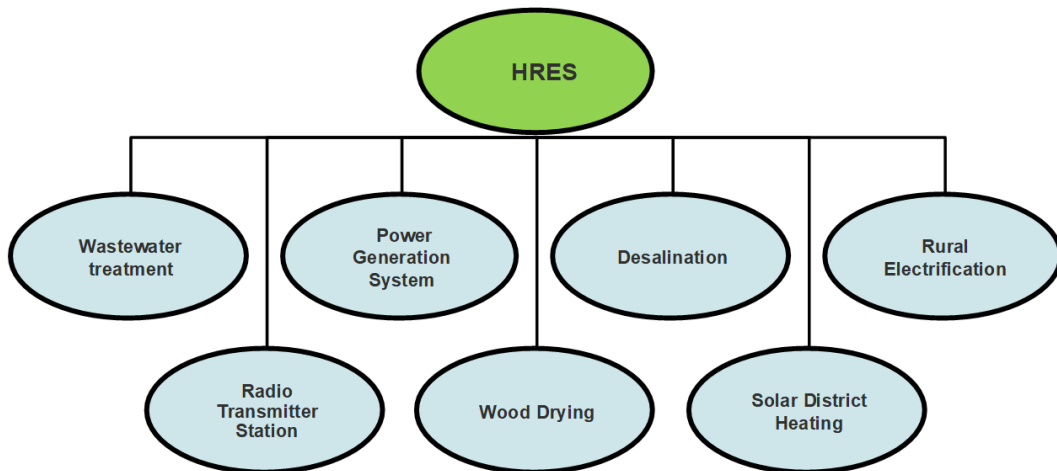 HRES
Wastewater
treatment
Power
Generation
System
Desalination
Rural
Electrification
Radio
Transmitter
Station
Wood Drying
Solar District
Heating